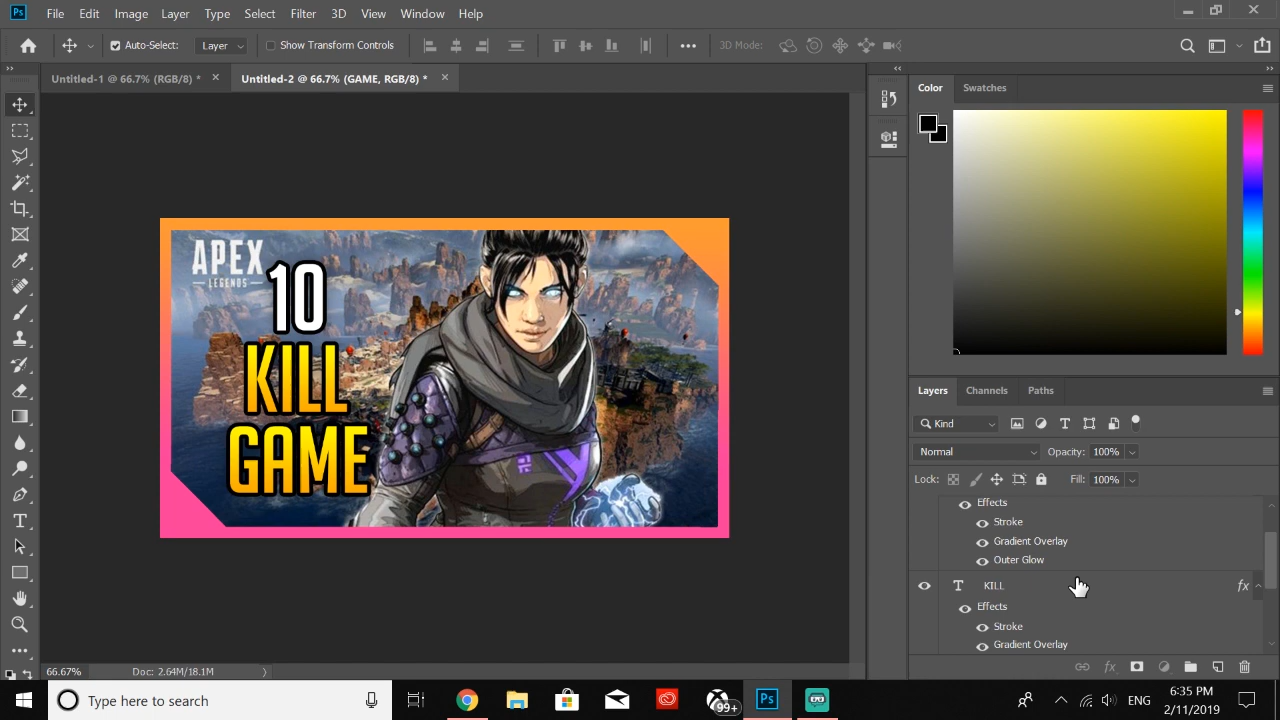 Ps File Edit Image Layer Type Select Filter 3D View Window Help
Auto-Select: Layer Show Transform Controls 3D Mode:
Untitled-1 @ 66.7% (RGB/8) * × Untitled-2 @ 66.7% (GAME, RGB/8) * ×
Color Swatches
APEX
LEGENDS
10
KILL
GAME
Layers Channels Paths
Kind
Normal Opacity: 100%
Lock: Fill: 100%
Effects
Stroke
Gradient Overlay
Outer Glow
T KILL fx
Effects
Stroke
Gradient Overlay
fx
66.67% Doc: 2.64M/18.1M
Type here to search
99+
Ps
ENG
6:35 PM
2/11/2019